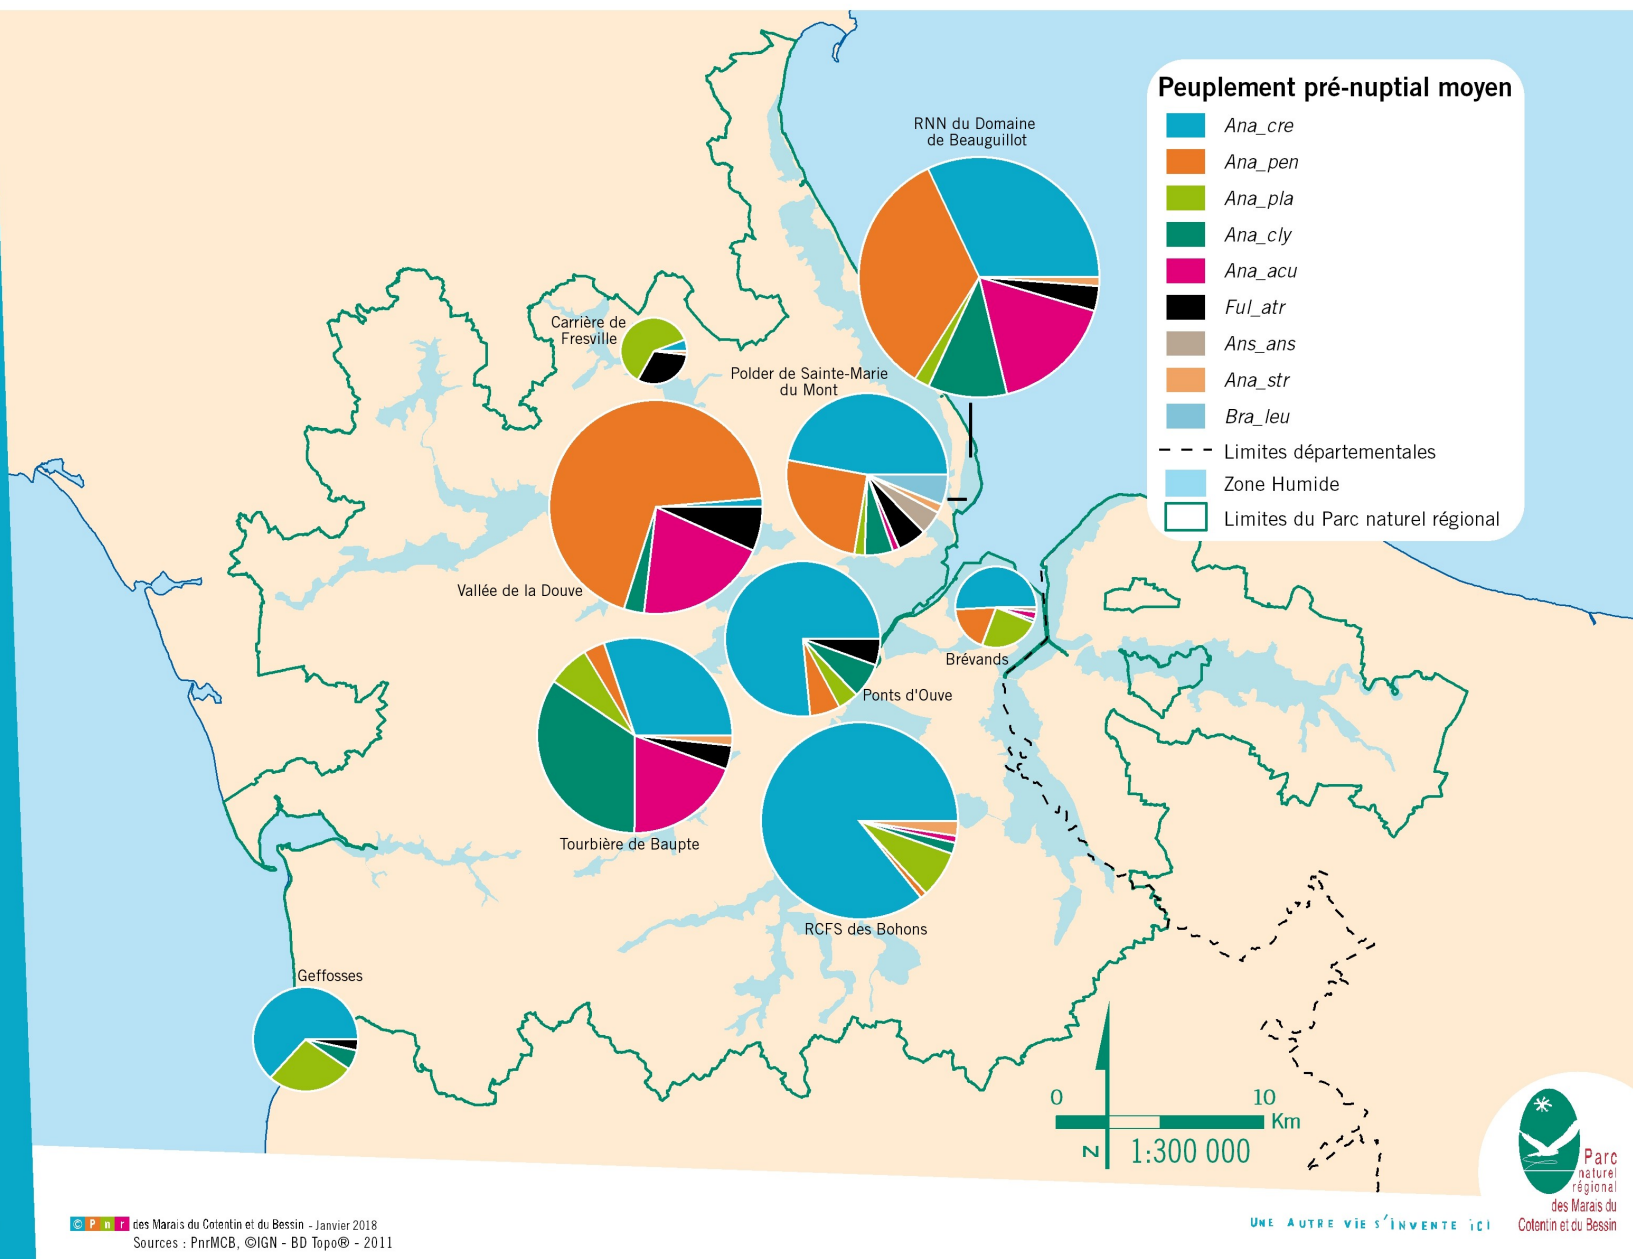 Peuplement pré-nuptial moyen
Ana_cre
Ana_pen
Ana_pla
Ana_cly
Ana_acu
Ful_atr
Ans_ans
Ana_str
Bra_leu
Limites départementales
Zone Humide
Limites du Parc naturel régional
RNN du Domaine
de Beauguillot
Carrière de
Fresville
Polder de Sainte-Marie
du Mont
Vallée de la Douve
Brévands
Ponts d'Ouve
Tourbière de Baupte
RCFS des Bohons
Geffosses
0 10
Km
N 1:300 000
Parc
naturel
régional
des Marais du
Cotentin et du Bessin
UNE AUTRE VIE S'INVENTE ICI
© P n r des Marais du Cotentin et du Bessin - Janvier 2018
Sources : PnrMCB, ©IGN - BD Topo® - 2011